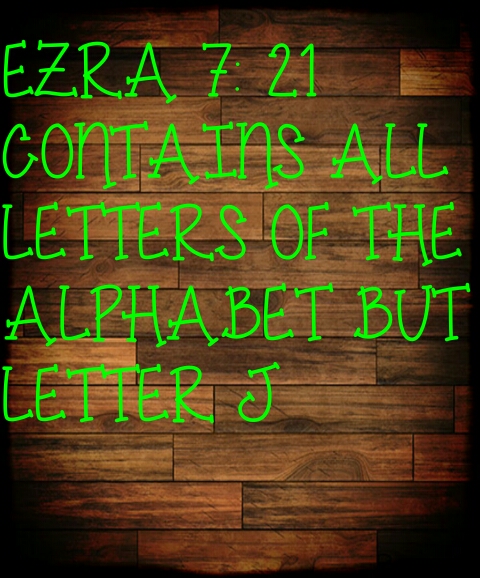 EZRA 7: 21
CONTAINS ALL
LETTERS OF THE
ALPHABET BUT
LETTER J